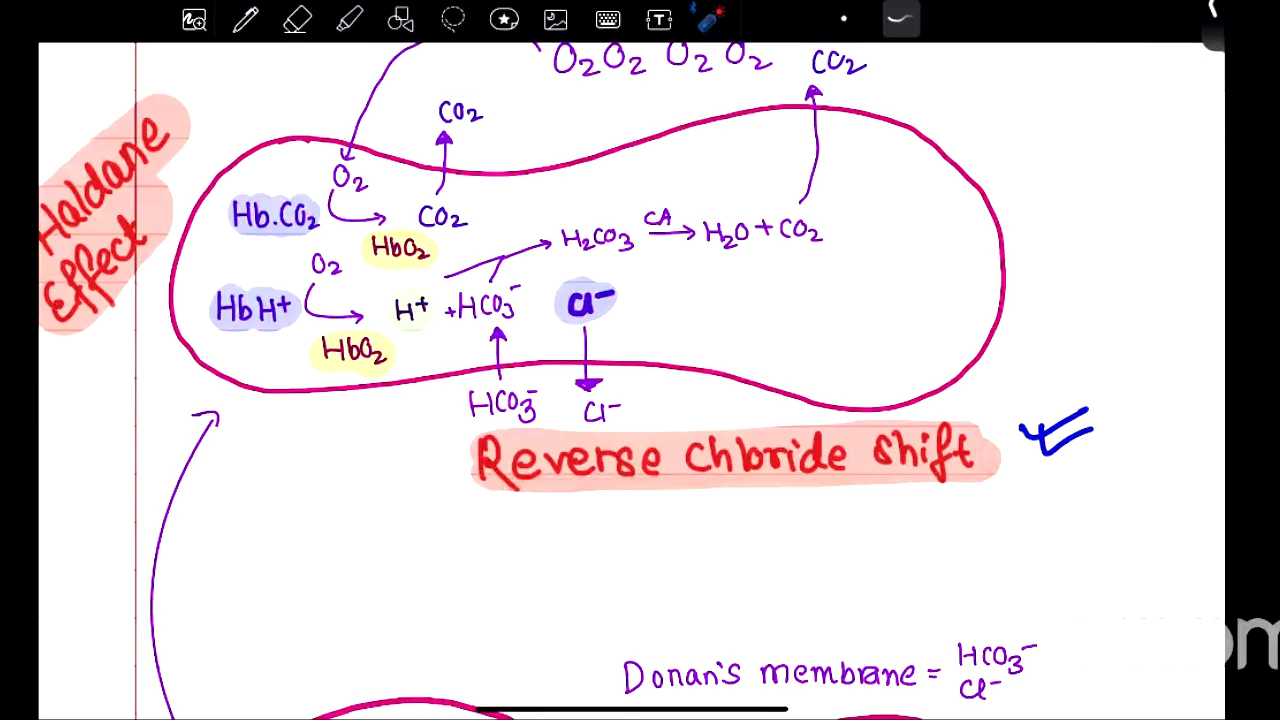 O2 O2 O2 O2 CO2
CO2
Haldane
Effect
O2
Hb.CO2 CO2
HbO2
H2CO3 CA H2O + CO2
O2
HbH+ H+ + HCO3- Cl-
HbO2
HCO3- Cl-
Reverse chloride shift
Donan's membrane = HCO3-
Cl-